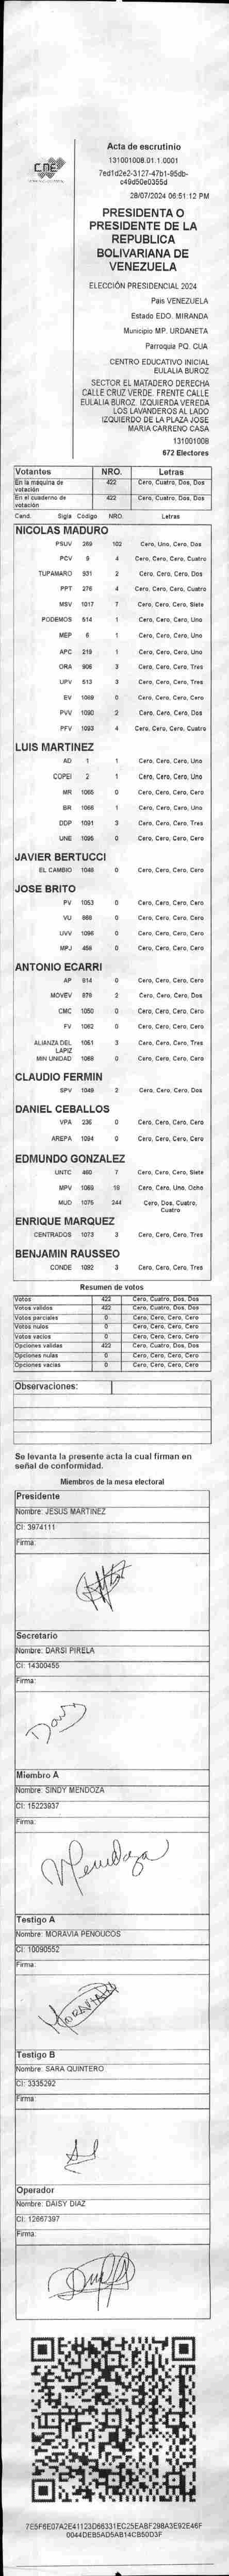 CNE
Acta de escrutinio
131001008.01.1.0001
7ed1d2e2-3127-47b1-95db-
c49d50e0355d
28/07/2024 06:51:12 PM
PRESIDENTA O
PRESIDENTE DE LA
REPUBLICA
BOLIVARIANA DE
VENEZUELA
ELECCIÓN PRESIDENCIAL 2024
Pais VENEZUELA
Estado EDO. MIRANDA
Municipio MP. URDANETA
Parroquia PQ. CUA
CENTRO EDUCATIVO INICIAL
EULALIA BUROZ
SECTOR EL MATADERO DERECHA
CALLE CRUZ VERDE. FRENTE CALLE
EULALIA BUROZ. IZQUIERDA VEREDA
LOS LAVANDEROS AL LADO
IZQUIERDO DE LA PLAZA JOSE
MARIA CARRENO CASA
131001008
672 Electores
Votantes NRO. Letras
En la maquina de votación 422 Cero, Cuatro, Dos, Dos
En el cuaderno de votación 422 Cero, Cuatro, Dos, Dos
Cand. Sigla Código NRO. Letras
NICOLAS MADURO
PSUV 269 102 Cero, Uno, Cero, Dos
PCV 9 4 Cero, Cero, Cero, Cuatro
TUPAMARO 931 2 Cero, Cero, Cero, Dos
PPT 276 4 Cero, Cero, Cero, Cuatro
MSV 1017 7 Cero, Cero, Cero, Siete
PODEMOS 514 1 Cero, Cero, Cero, Uno
MEP 6 1 Cero, Cero, Cero, Uno
APC 219 1 Cero, Cero, Cero, Uno
ORA 906 3 Cero, Cero, Cero, Tres
UPV 513 3 Cero, Cero, Cero, Tres
EV 1089 0 Cero, Cero, Cero, Cero
PVV 1090 2 Cero, Cero, Cero, Dos
PFV 1093 4 Cero, Cero, Cero, Cuatro
LUIS MARTINEZ
AD 1 1 Cero, Cero, Cero, Uno
COPEI 2 1 Cero, Cero, Cero, Uno
MR 1065 0 Cero, Cero, Cero, Cero
BR 1066 1 Cero, Cero, Cero, Uno
DDP 1091 3 Cero, Cero, Cero, Tres
UNE 1095 0 Cero, Cero, Cero, Cero
JAVIER BERTUCCI
EL CAMBIO 1048 0 Cero, Cero, Cero, Cero
JOSE BRITO
PV 1053 0 Cero, Cero, Cero, Cero
VU 868 0 Cero, Cero, Cero, Cero
UVV 1096 0 Cero, Cero, Cero, Cero
MPJ 456 0 Cero, Cero, Cero, Cero
ANTONIO ECARRI
AP 814 0 Cero, Cero, Cero, Cero
MOVEV 879 2 Cero, Cero, Cero, Dos
CMC 1050 0 Cero, Cero, Cero, Cero
FV 1062 0 Cero, Cero, Cero, Cero
ALIANZA DEL LAPIZ 1051 3 Cero, Cero, Cero, Tres
MIN UNIDAD 1088 0 Cero, Cero, Cero, Cero
CLAUDIO FERMIN
SPV 1049 2 Cero, Cero, Cero, Dos
DANIEL CEBALLOS
VPA 236 0 Cero, Cero, Cero, Cero
AREPA 1094 0 Cero, Cero, Cero, Cero
EDMUNDO GONZALEZ
UNTC 460 7 Cero, Cero, Cero, Siete
MPV 1069 18 Cero, Cero, Uno, Ocho
MUD 1075 244 Cero, Dos, Cuatro, Cuatro
ENRIQUE MARQUEZ
CENTRADOS 1073 3 Cero, Cero, Cero, Tres
BENJAMIN RAUSSEO
CONDE 1092 3 Cero, Cero, Cero, Tres
Resumen de votos
Votos 422 Cero, Cuatro, Dos, Dos
Votos validos 422 Cero, Cuatro, Dos, Dos
Votos parciales 0 Cero, Cero, Cero, Cero
Votos nulos 0 Cero, Cero, Cero, Cero
Votos vacios 0 Cero, Cero, Cero, Cero
Opciones validas 422 Cero, Cuatro, Dos, Dos
Opciones nulas 0 Cero, Cero, Cero, Cero
Opciones vacias 0 Cero, Cero, Cero, Cero
Observaciones:
Se levanta la presente acta la cual firman en
señal de conformidad.
Miembros de la mesa electoral
Presidente
Nombre: JESUS MARTINEZ
CI: 3974111
Firma:
Secretario
Nombre: DARSI PIRELA
CI: 14300455
Firma:
Miembro A
Nombre: SINDY MENDOZA
CI: 15223937
Firma:
Mendoza
Testigo A
Nombre: MORAVIA PENOUCOS
CI: 10090552
Firma:
MORAVIA
Testigo B
Nombre: SARA QUINTERO
CI: 3335292
Firma:
Operador
Nombre: DAISY DIAZ
CI: 12667397
Firma:
7E5F6E07A2E41123D66331EC25EABF298A3E92E46F
0044DEB5AD5AB14CB50D3F